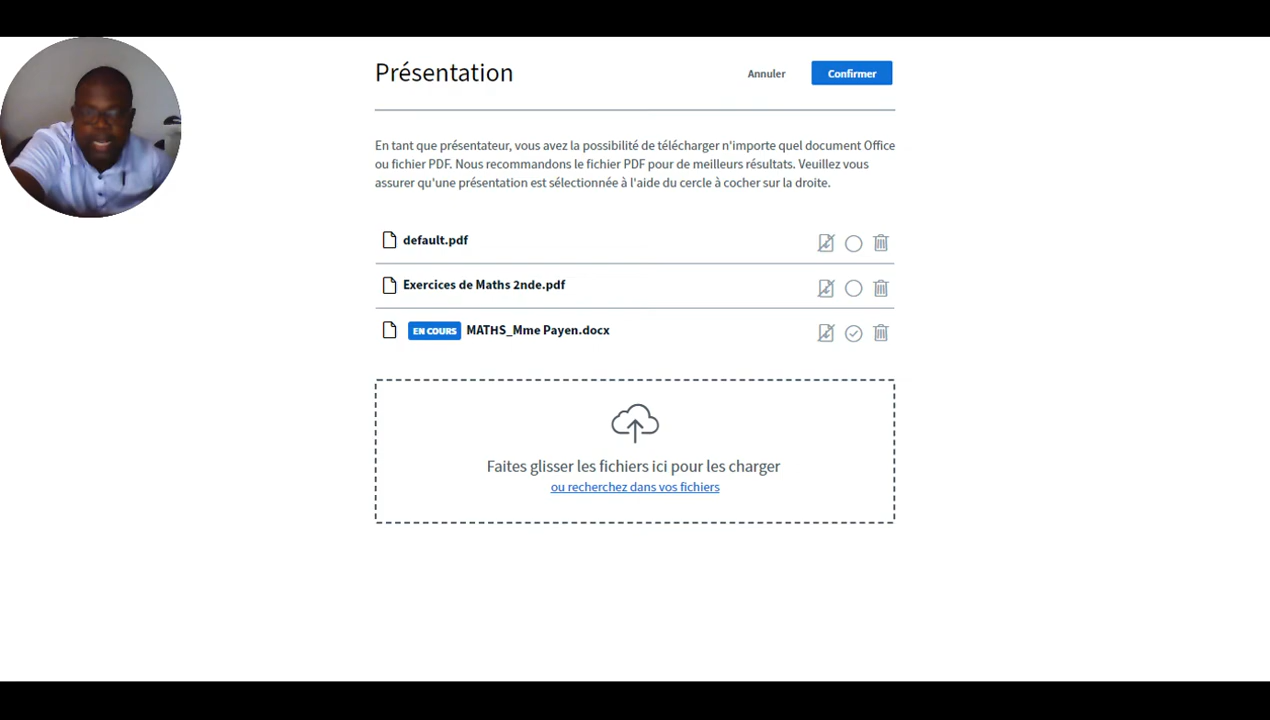 Présentation
Annuler
Confirmer
En tant que présentateur, vous avez la possibilité de télécharger n'importe quel document Office
ou fichier PDF. Nous recommandons le fichier PDF pour de meilleurs résultats. Veuillez vous
assurer qu'une présentation est sélectionnée à l'aide du cercle à cocher sur la droite.
default.pdf
Exercices de Maths 2nde.pdf
EN COURS MATHS_Mme Payen.docx
Faites glisser les fichiers ici pour les charger
ou recherchez dans vos fichiers